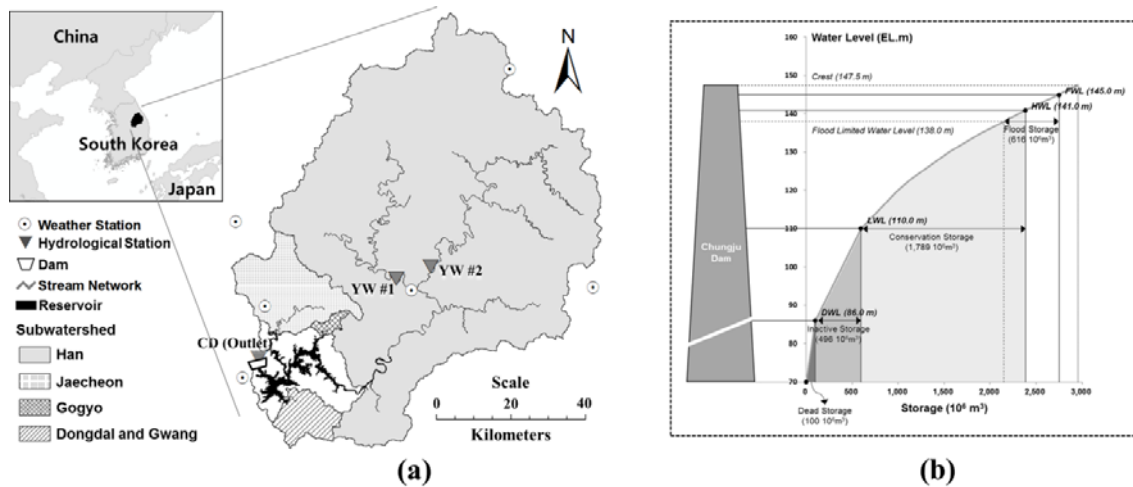 China
South Korea
Japan
N
Weather Station
Hydrological Station
Dam
Stream Network
Reservoir
Subwatershed
Han
Jaecheon
Gogyo
Dongdal and Gwang
YW #1
YW #2
CD (Outlet)
Scale
0 20 40
Kilometers
(a)
Water Level (EL.m)
160
150
140
130
120
110
100
90
80
70
Crest (147.5 m)
FWL (145.0 m)
HWL (141.0 m)
Flood Limited Water Level (138.0 m)
Flood Storage
(616 10⁶m³)
LWL (110.0 m)
Conservation Storage
(1,789 10⁶m³)
Chungju
Dam
DWL (86.0 m)
Inactive Storage
(496 10⁶m³)
0 500 1,000 1,500 2,000 2,500 3,000
Dead Storage
(100 10⁶m³)
Storage (10⁶ m³)
(b)